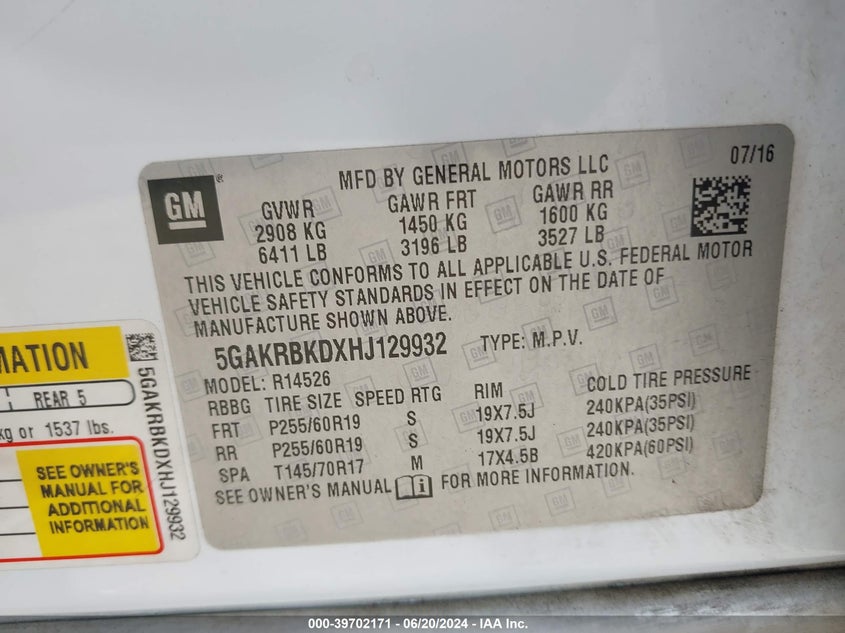 GM
MFD BY GENERAL MOTORS LLC
07/16
GVWR GAWR FRT GAWR RR
2908 KG 1450 KG 1600 KG
6411 LB 3196 LB 3527 LB
THIS VEHICLE CONFORMS TO ALL APPLICABLE U.S. FEDERAL MOTOR
VEHICLE SAFETY STANDARDS IN EFFECT ON THE DATE OF
MANUFACTURE SHOWN ABOVE.
5GAKRBKDXHJ129932 TYPE: M.P.V.
MODEL: R14526
RBBG TIRE SIZE SPEED RTG RIM COLD TIRE PRESSURE
FRT P255/60R19 S 19X7.5J 240KPA(35PSI)
RR P255/60R19 S 19X7.5J 240KPA(35PSI)
SPA T145/70R17 M 17X4.5B 420KPA(60PSI)
SEE OWNER'S MANUAL FOR MORE INFORMATION.
MATION
REAR 5
kg or 1537 lbs.
SEE OWNER'S
MANUAL FOR
ADDITIONAL
INFORMATION
5GAKRBKDXHJ129932
000-39702171 - 06/20/2024 - IAA Inc.